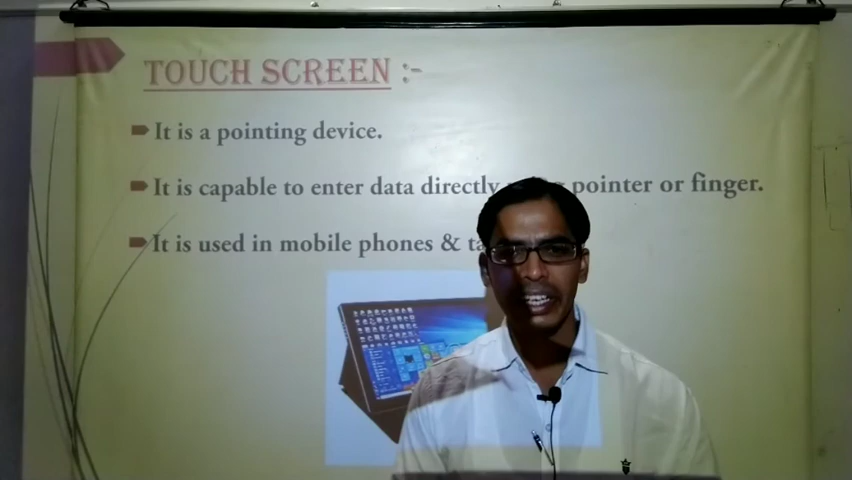 TOUCH SCREEN :-
It is a pointing device.
It is capable to enter data directly pointer or finger.
It is used in mobile phones &